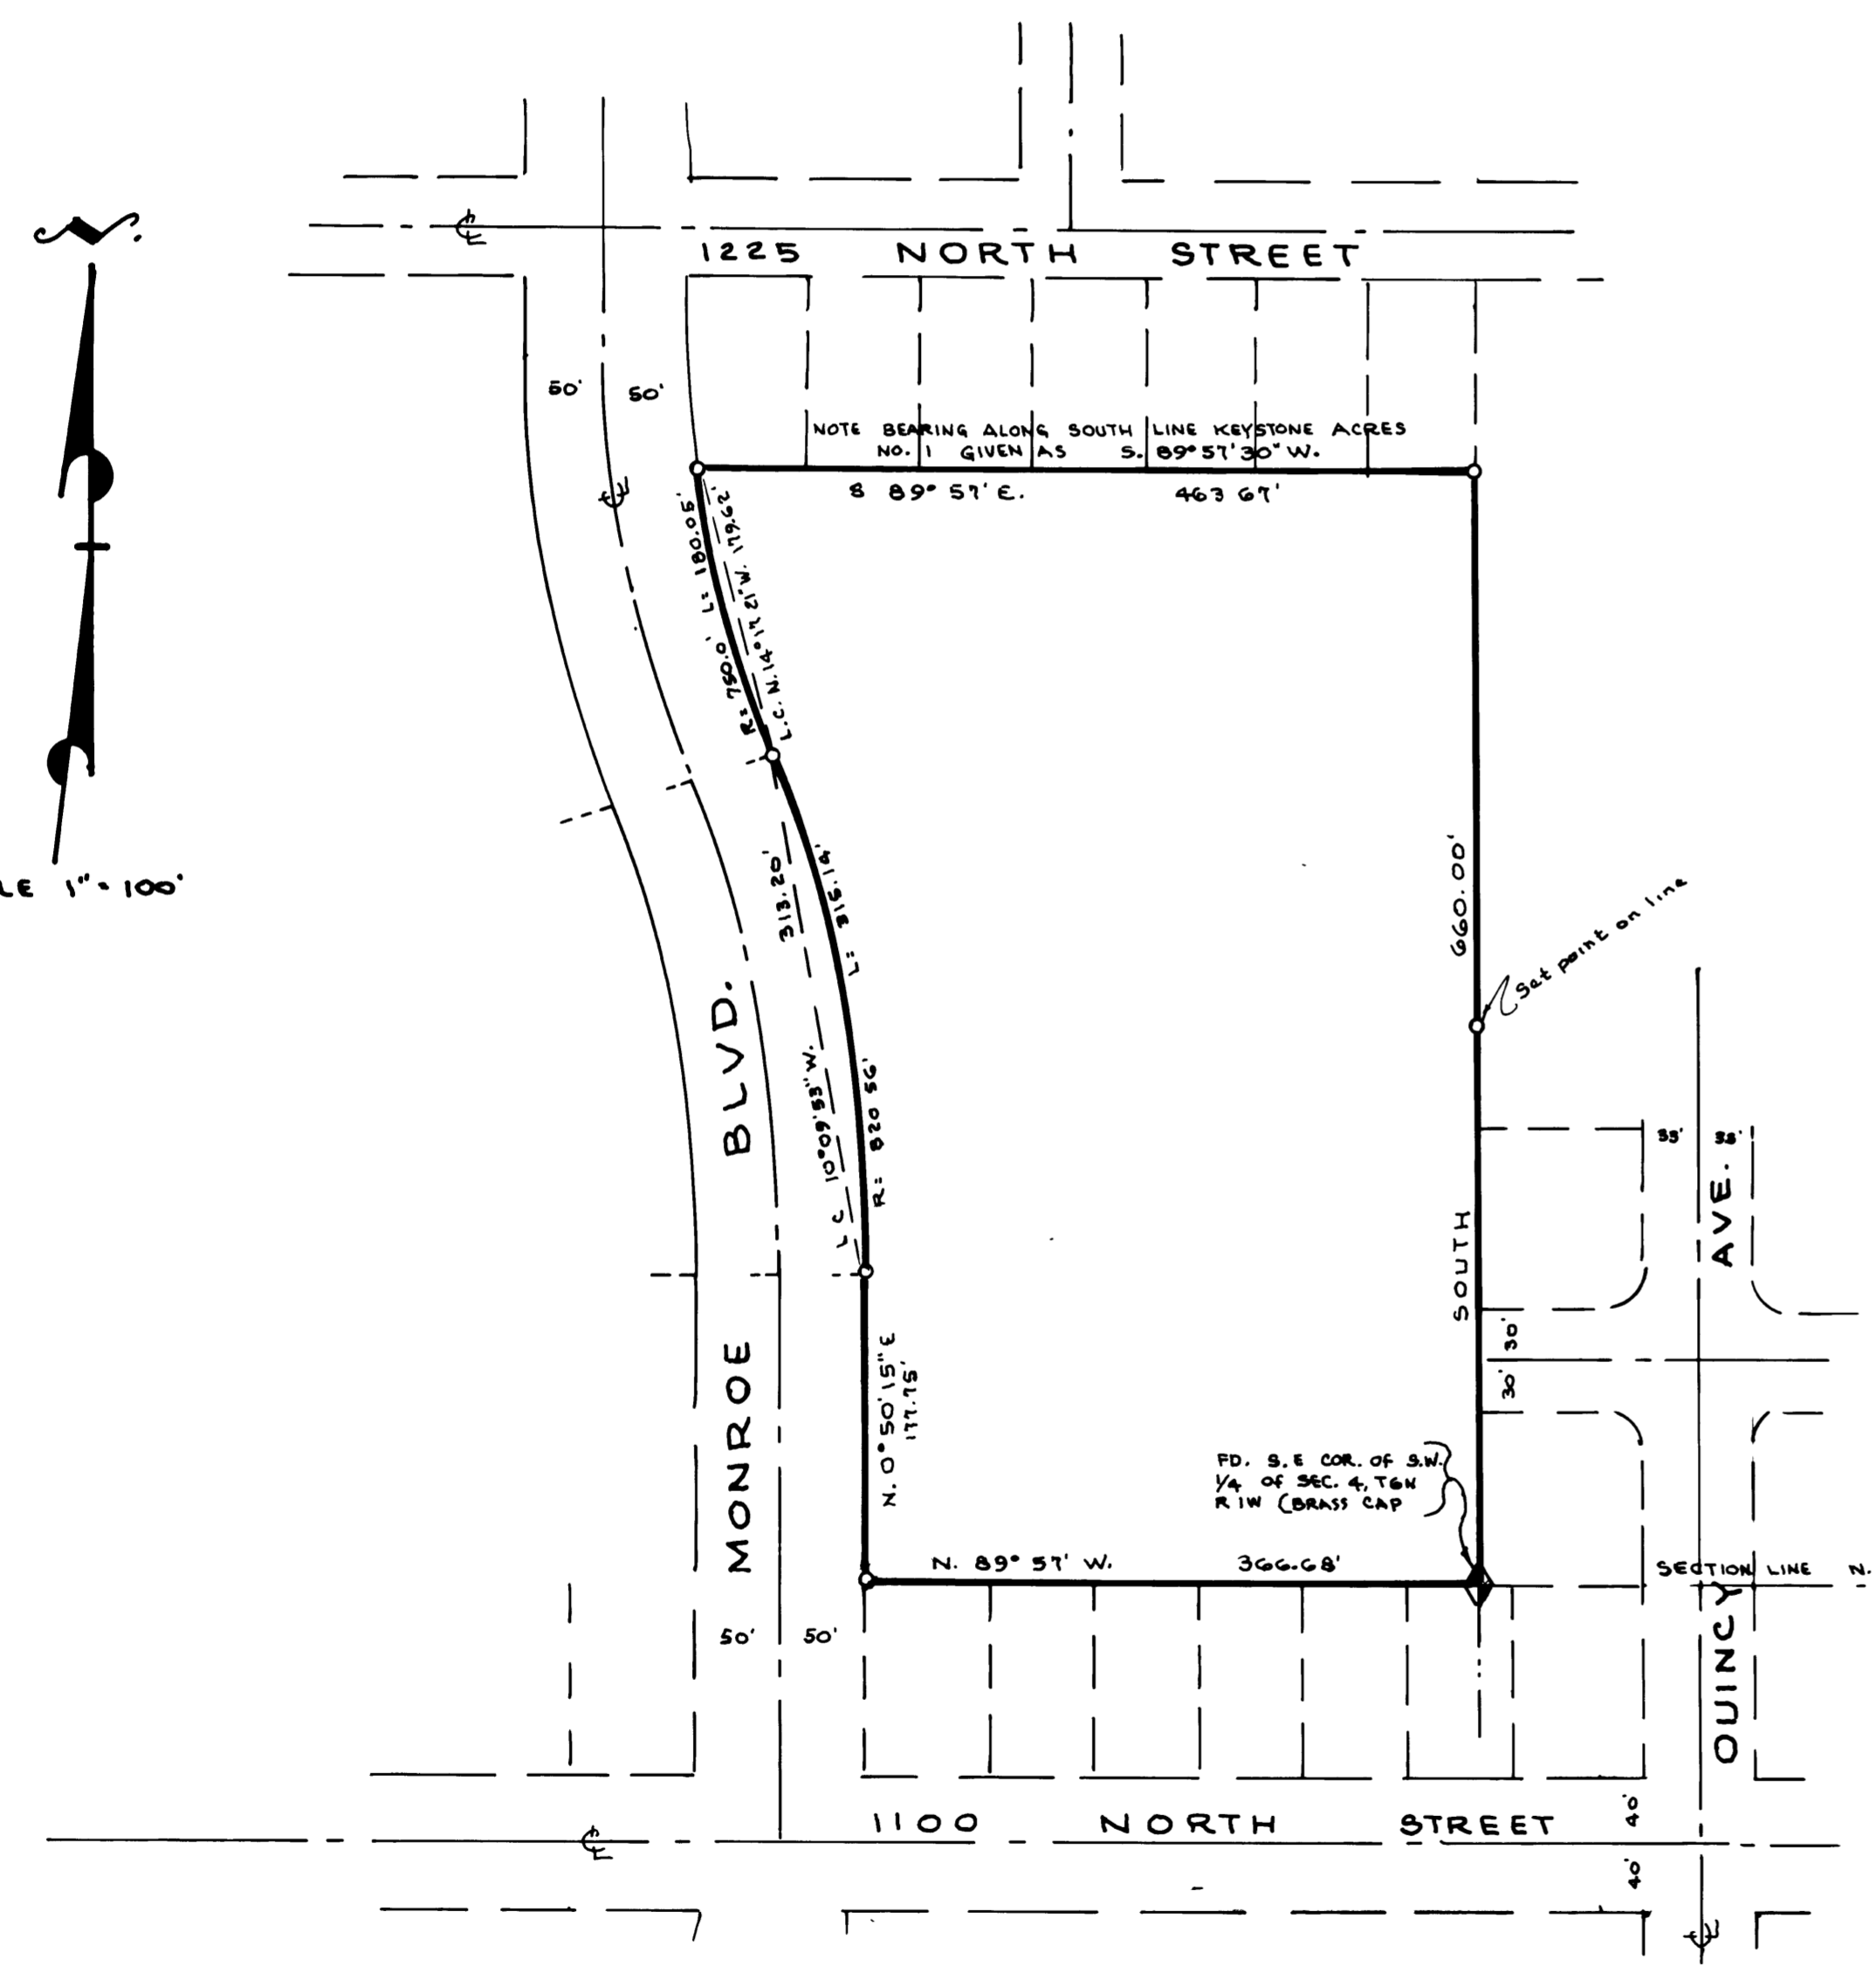 N.
LE 1"=100'
1225 NORTH STREET
50' 50'
NOTE BEARING ALONG SOUTH LINE KEYSTONE ACRES
NO. 1 GIVEN AS S. 89°57'30" W.
S 89° 57' E. 463 67'
R= 750.0' L= 180.05'
L.C. N. 14°17'21" W. 179.62'
660.00'
SOUTH
Set point on line
L C 10°09'53" W. 313.20'
R= 820 56' L= 315.14'
MONROE BLVD.
N. 0° 50' 15" E
177.75'
33' 33'
30'
30'
QUINCY AVE.
FD. S.E COR. OF S.W.
1/4 OF SEC. 4, T6N
R 1W (BRASS CAP
N. 89° 57' W. 366.68'
SECTION LINE N.
50' 50'
1100 NORTH STREET
40'
40'